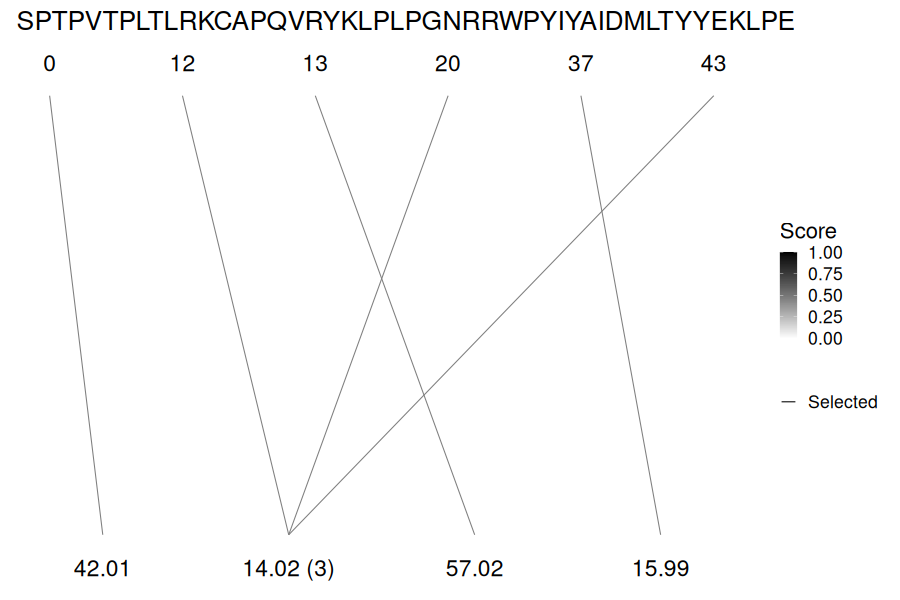 SPTPVTPLTLRKCAPQVRYKLPLPGNRRWPYIYAIDMLTYYEKLPE
0 12 13 20 37 43
Score
1.00
0.75
0.50
0.25
0.00
Selected
42.01 14.02 (3) 57.02 15.99